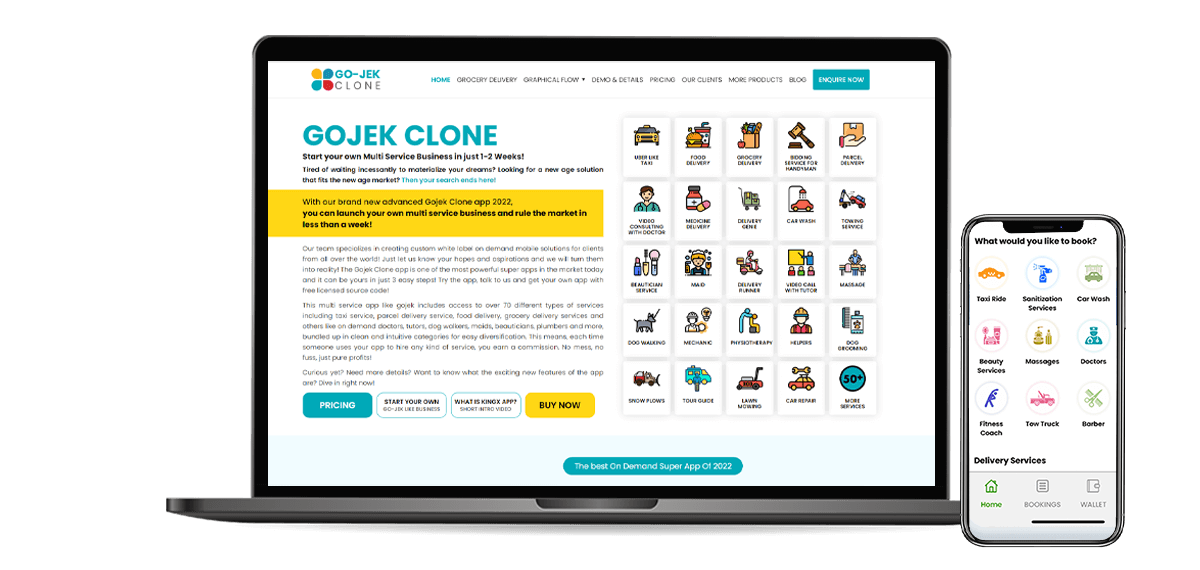 GO-JEK
CLONE
HOME GROCERY DELIVERY GRAPHICAL FLOW DEMO & DETAILS PRICING OUR CLIENTS MORE PRODUCTS BLOG ENQUIRE NOW
GOJEK CLONE
Start your own Multi Service Business in just 1-2 Weeks!
Tired of waiting incessantly to materialize your dreams? Looking for a new age solution
that fits the new age market? Then your search ends here!
With our brand new advanced Gojek Clone app 2022,
you can launch your own multi service business and rule the market in
less than a week!
Our team specializes in creating custom white label on demand mobile solutions for clients
from all over the world! Just let us know your hopes and aspirations and we will turn them
into reality! The Gojek Clone app is one of the most powerful super apps in the market today
and it can be yours in just 3 easy steps! Try the app, talk to us and get your own app with
free licensed source code!
This multi service app like gojek includes access to over 70 different types of services
including taxi service, parcel delivery service, food delivery, grocery delivery services and
others like on demand doctors, tutors, dog walkers, maids, beauticians, plumbers and more,
bundled up in clean and intuitive categories for easy diversification. This means, each time
someone uses your app to hire any kind of service, you earn a commission. No mess, no
fuss, just pure profits!
Curious yet? Need more details? Want to know what the exciting new features of the app
are? Dive in right now!
PRICING
START YOUR OWN
GO-JEK LIKE BUSINESS
WHAT IS KINGX APP?
SHORT INTRO VIDEO
BUY NOW
UBER LIKE
TAXI
FOOD
DELIVERY
GROCERY
DELIVERY
BIDDING
SERVICE FOR
HANDYMAN
PARCEL
DELIVERY
VIDEO
CONSULTING
WITH DOCTOR
MEDICINE
DELIVERY
DELIVERY
GENIE
CAR WASH
TOWING
SERVICE
BEAUTICIAN
SERVICE
MAID
DELIVERY
RUNNER
VIDEO CALL
WITH TUTOR
MASSAGE
DOG WALKING
MECHANIC
PHYSIOTHERAPY
HELPERS
DOG
GROOMING
SNOW PLOWS
TOUR GUIDE
LAWN
MOWING
CAR REPAIR
50+
MORE
SERVICES
The best On Demand Super App Of 2022
What would you like to book?
Taxi Ride
Sanitization
Services
Car Wash
Beauty
Services
Massages
Doctors
Fitness
Coach
Tow Truck
Barber
Delivery Services
Home
BOOKINGS
WALLET